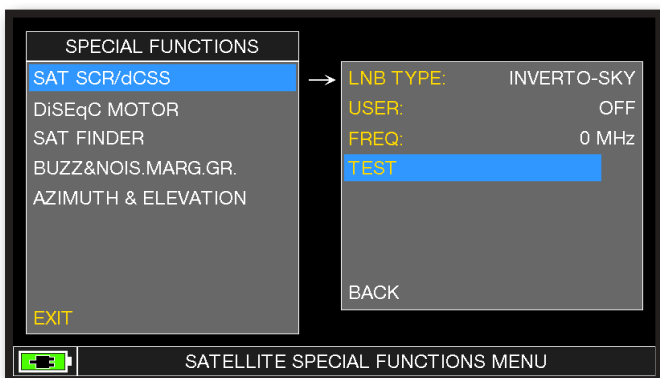 SPECIAL FUNCTIONS
SAT SCR/dCSS
DiSEqC MOTOR
SAT FINDER
BUZZ&NOIS.MARG.GR.
AZIMUTH & ELEVATION
EXIT
→ LNB TYPE: INVERTO-SKY
USER: OFF
FREQ: 0 MHz
TEST
BACK
SATELLITE SPECIAL FUNCTIONS MENU